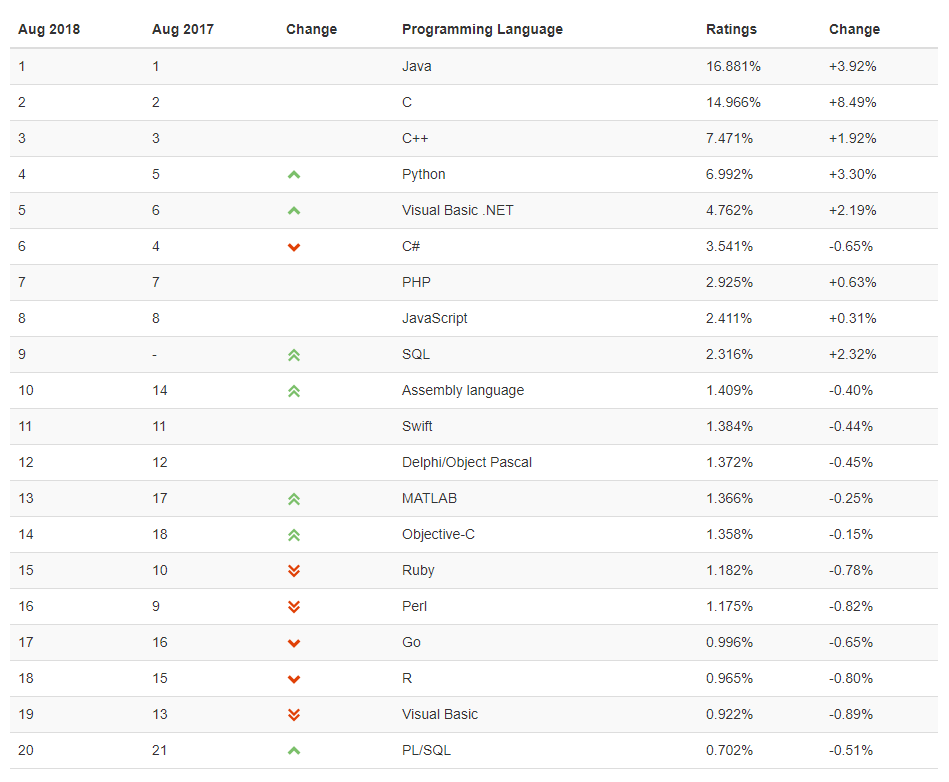 Aug 2018 Aug 2017 Change Programming Language Ratings Change
1 1 Java 16.881% +3.92%
2 2 C 14.966% +8.49%
3 3 C++ 7.471% +1.92%
4 5 Python 6.992% +3.30%
5 6 Visual Basic .NET 4.762% +2.19%
6 4 C# 3.541% -0.65%
7 7 PHP 2.925% +0.63%
8 8 JavaScript 2.411% +0.31%
9 - SQL 2.316% +2.32%
10 14 Assembly language 1.409% -0.40%
11 11 Swift 1.384% -0.44%
12 12 Delphi/Object Pascal 1.372% -0.45%
13 17 MATLAB 1.366% -0.25%
14 18 Objective-C 1.358% -0.15%
15 10 Ruby 1.182% -0.78%
16 9 Perl 1.175% -0.82%
17 16 Go 0.996% -0.65%
18 15 R 0.965% -0.80%
19 13 Visual Basic 0.922% -0.89%
20 21 PL/SQL 0.702% -0.51%